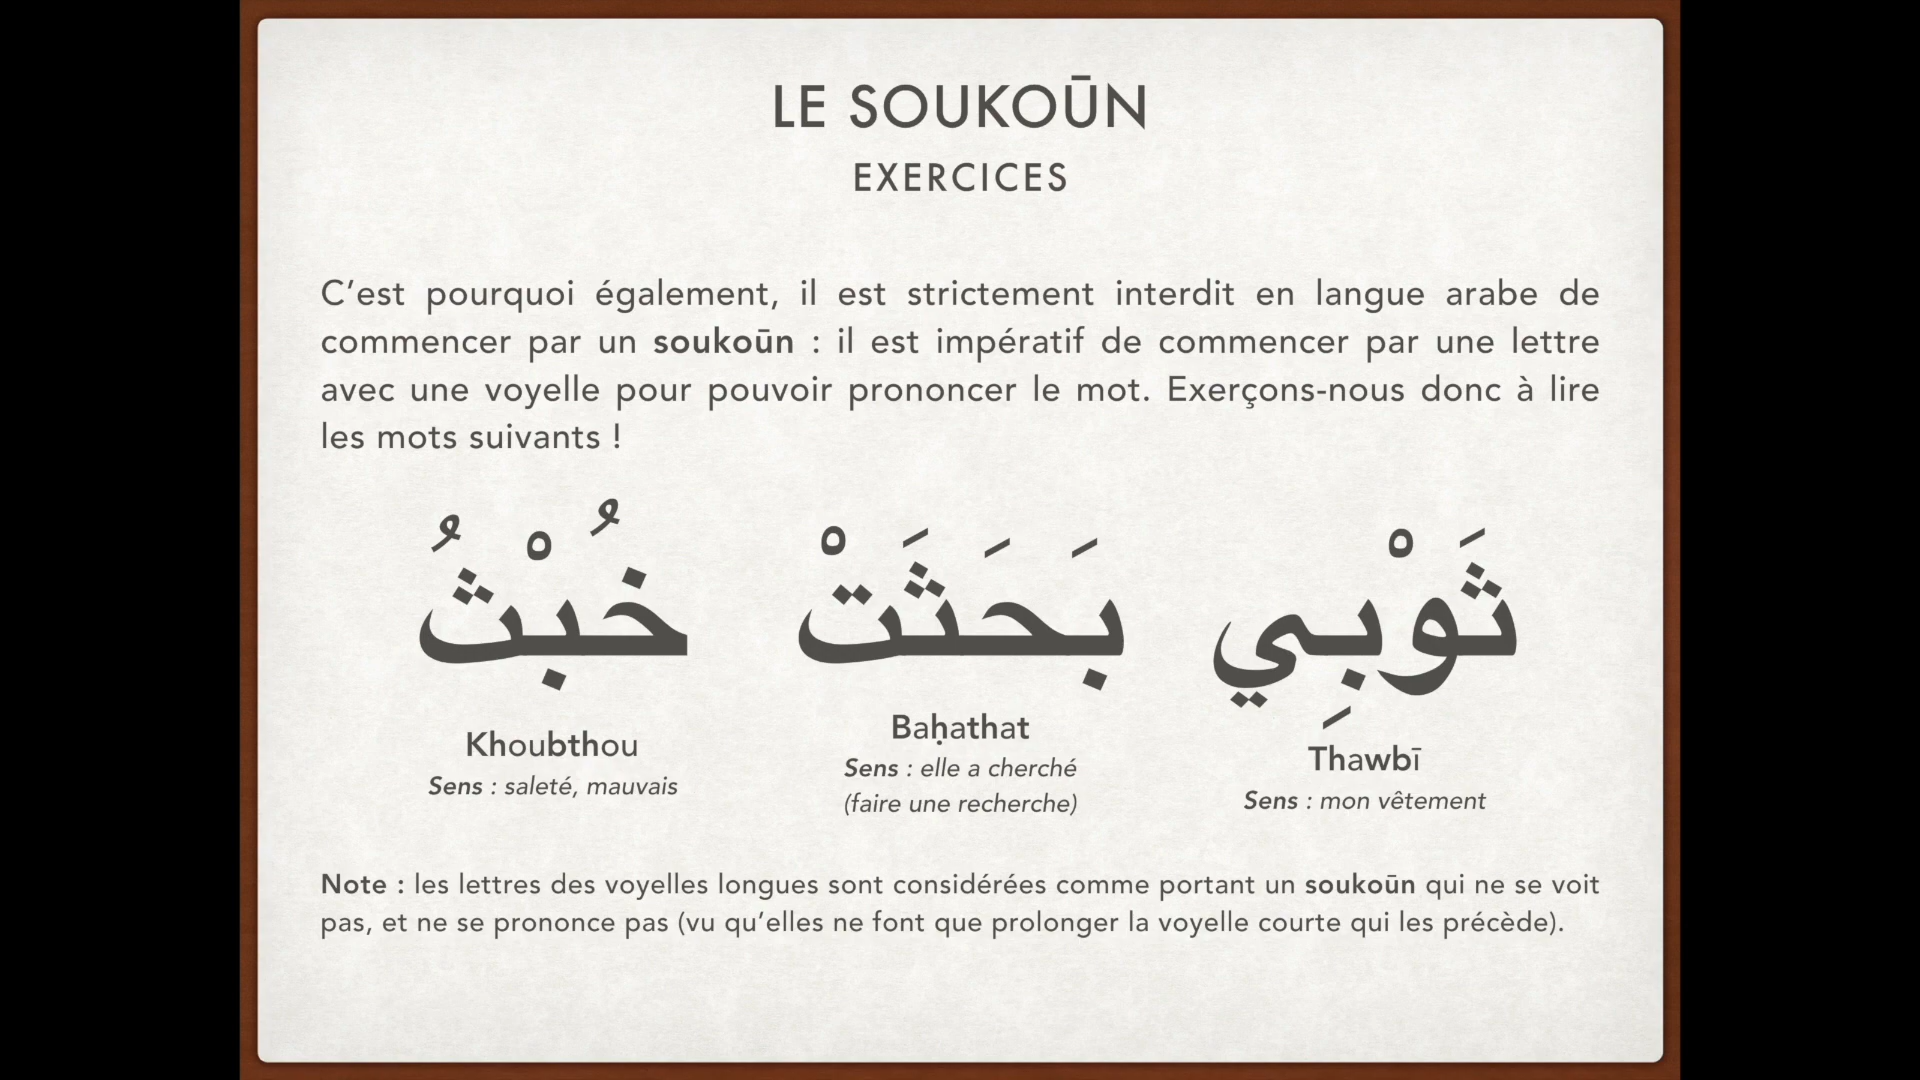 LE SOUKOŪN
EXERCICES
C’est pourquoi également, il est strictement interdit en langue arabe de
commencer par un soukoūn : il est impératif de commencer par une lettre
avec une voyelle pour pouvoir prononcer le mot. Exerçons-nous donc à lire
les mots suivants !
ثَوْبِي بَحَثَتْ خُبْثُ
Khoubthou
Sens : saleté, mauvais
Baḥathat
Sens : elle a cherché
(faire une recherche)
Thawbī
Sens : mon vêtement
Note : les lettres des voyelles longues sont considérées comme portant un soukoūn qui ne se voit
pas, et ne se prononce pas (vu qu’elles ne font que prolonger la voyelle courte qui les précède).